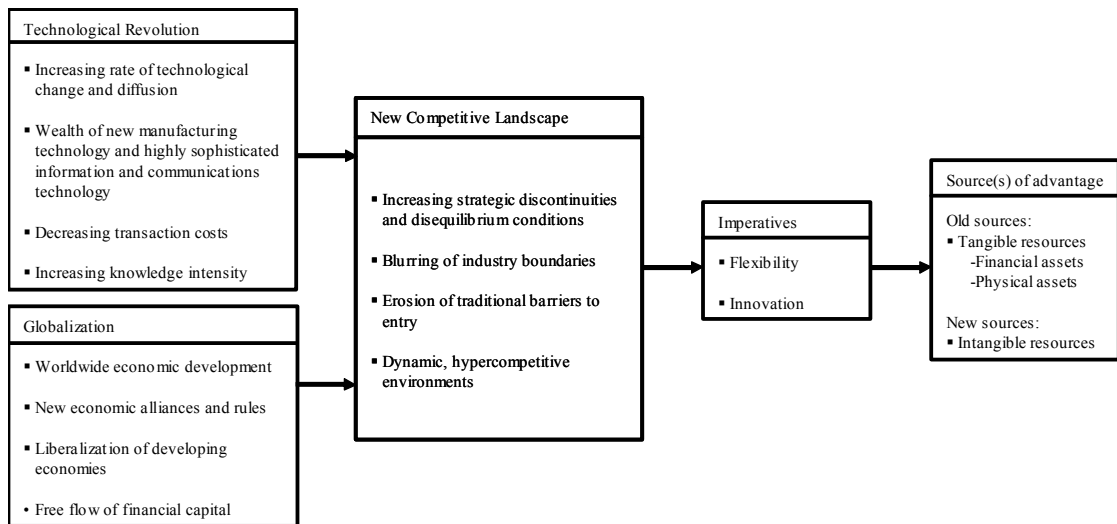 Technological Revolution
▪ Increasing rate of technological
change and diffusion
▪ Wealth of new manufacturing
technology and highly sophisticated
information and communications
technology
▪ Decreasing transaction costs
▪ Increasing knowledge intensity
Globalization
▪ Worldwide economic development
▪ New economic alliances and rules
▪ Liberalization of developing
economies
• Free flow of financial capital
New Competitive Landscape
▪ Increasing strategic discontinuities
and disequilibrium conditions
▪ Blurring of industry boundaries
▪ Erosion of traditional barriers to
entry
▪ Dynamic, hypercompetitive
environments
Imperatives
▪ Flexibility
▪ Innovation
Source(s) of advantage
Old sources:
▪ Tangible resources
-Financial assets
-Physical assets
New sources:
▪ Intangible resources